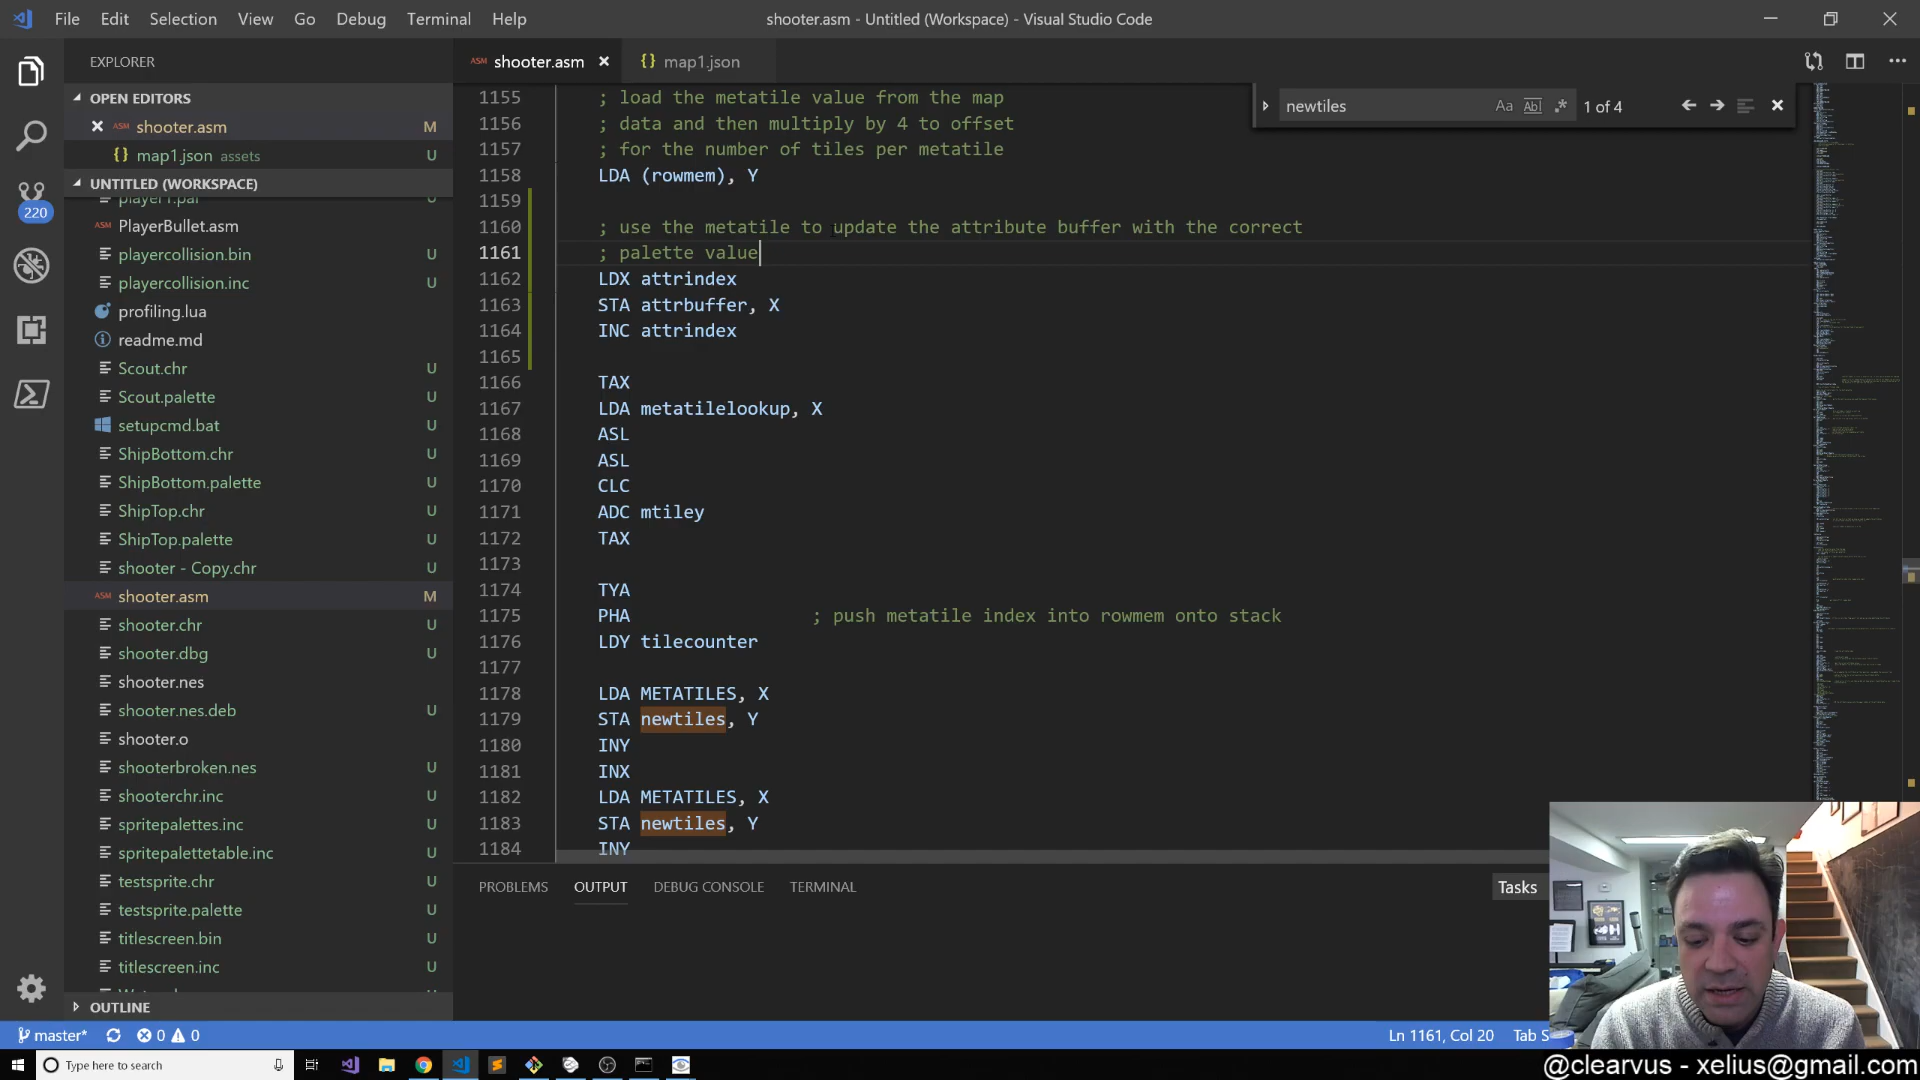 File Edit Selection View Go Debug Terminal Help
shooter.asm - Untitled (Workspace) - Visual Studio Code
EXPLORER
OPEN EDITORS
ASM shooter.asm M
{} map1.json assets U
UNTITLED (WORKSPACE)
player1.pal U
ASM PlayerBullet.asm
playercollision.bin U
playercollision.inc U
profiling.lua
readme.md
Scout.chr U
Scout.palette U
setupcmd.bat U
ShipBottom.chr U
ShipBottom.palette U
ShipTop.chr U
ShipTop.palette U
shooter - Copy.chr U
ASM shooter.asm M
shooter.chr U
shooter.dbg U
shooter.nes
shooter.nes.deb U
shooter.o
shooterbroken.nes U
shooterchr.inc U
spritepalettes.inc U
spritepalettetable.inc U
testsprite.chr U
testsprite.palette U
titlescreen.bin U
titlescreen.inc U
OUTLINE
220
ASM shooter.asm
{} map1.json
newtiles Aa Abl .* 1 of 4
1155 ; load the metatile value from the map
1156 ; data and then multiply by 4 to offset
1157 ; for the number of tiles per metatile
1158 LDA (rowmem), Y
1159
1160 ; use the metatile to update the attribute buffer with the correct
1161 ; palette value
1162 LDX attrindex
1163 STA attrbuffer, X
1164 INC attrindex
1165
1166 TAX
1167 LDA metatilelookup, X
1168 ASL
1169 ASL
1170 CLC
1171 ADC mtiley
1172 TAX
1173
1174 TYA
1175 PHA ; push metatile index into rowmem onto stack
1176 LDY tilecounter
1177
1178 LDA METATILES, X
1179 STA newtiles, Y
1180 INY
1181 INX
1182 LDA METATILES, X
1183 STA newtiles, Y
1184 INY
PROBLEMS OUTPUT DEBUG CONSOLE TERMINAL
Tasks
master* 0 0
Ln 1161, Col 20 Tab S
Type here to search
@clearvus - xelius@gmail.com